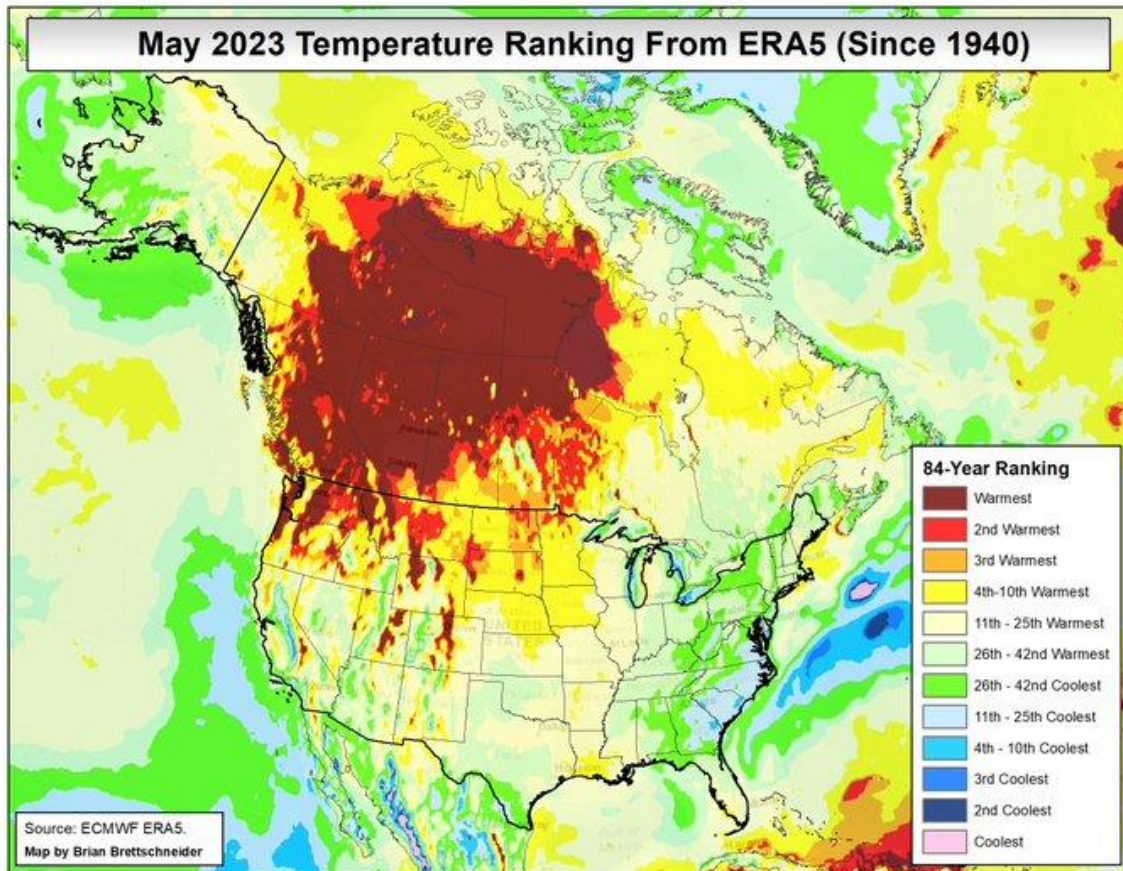 May 2023 Temperature Ranking From ERA5 (Since 1940)
UNITED
STATES
84-Year Ranking
Warmest
2nd Warmest
3rd Warmest
4th-10th Warmest
11th - 25th Warmest
26th - 42nd Warmest
26th - 42nd Coolest
11th - 25th Coolest
4th - 10th Coolest
3rd Coolest
2nd Coolest
Coolest
Source: ECMWF ERA5.
Map by Brian Brettschneider